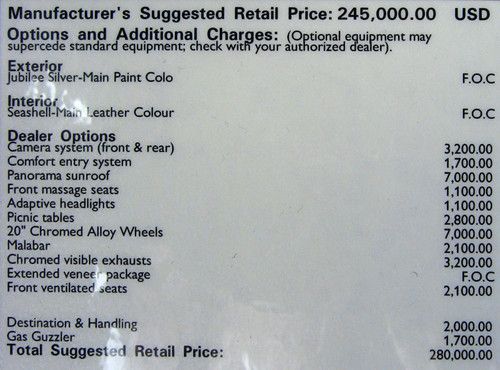 Manufacturer's Suggested Retail Price: 245,000.00 USD
Options and Additional Charges: (Optional equipment may
supercede standard equipment; check with your authorized dealer).
Exterior
Jubilee Silver-Main Paint Colo F.O.C
Interior
Seashell-Main Leather Colour F.O.C
Dealer Options
Camera system (front & rear) 3,200.00
Comfort entry system 1,700.00
Panorama sunroof 7,000.00
Front massage seats 1,100.00
Adaptive headlights 1,100.00
Picnic tables 2,800.00
20" Chromed Alloy Wheels 7,000.00
Malabar 2,100.00
Chromed visible exhausts 3,200.00
Extended veneer package F.O.C
Front ventilated seats 2,100.00
Destination & Handling 2,000.00
Gas Guzzler 1,700.00
Total Suggested Retail Price: 280,000.00